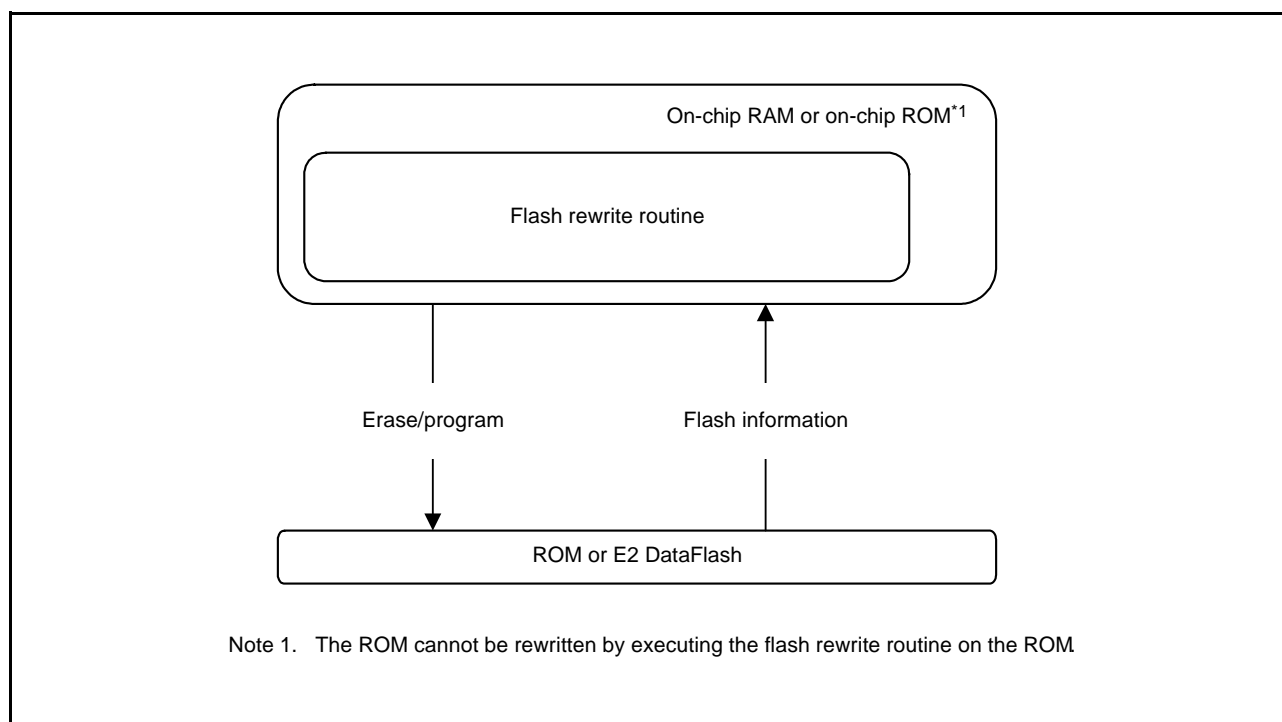 On-chip RAM or on-chip ROM*1
Flash rewrite routine
Erase/program
Flash information
ROM or E2 DataFlash
Note 1. The ROM cannot be rewritten by executing the flash rewrite routine on the ROM.